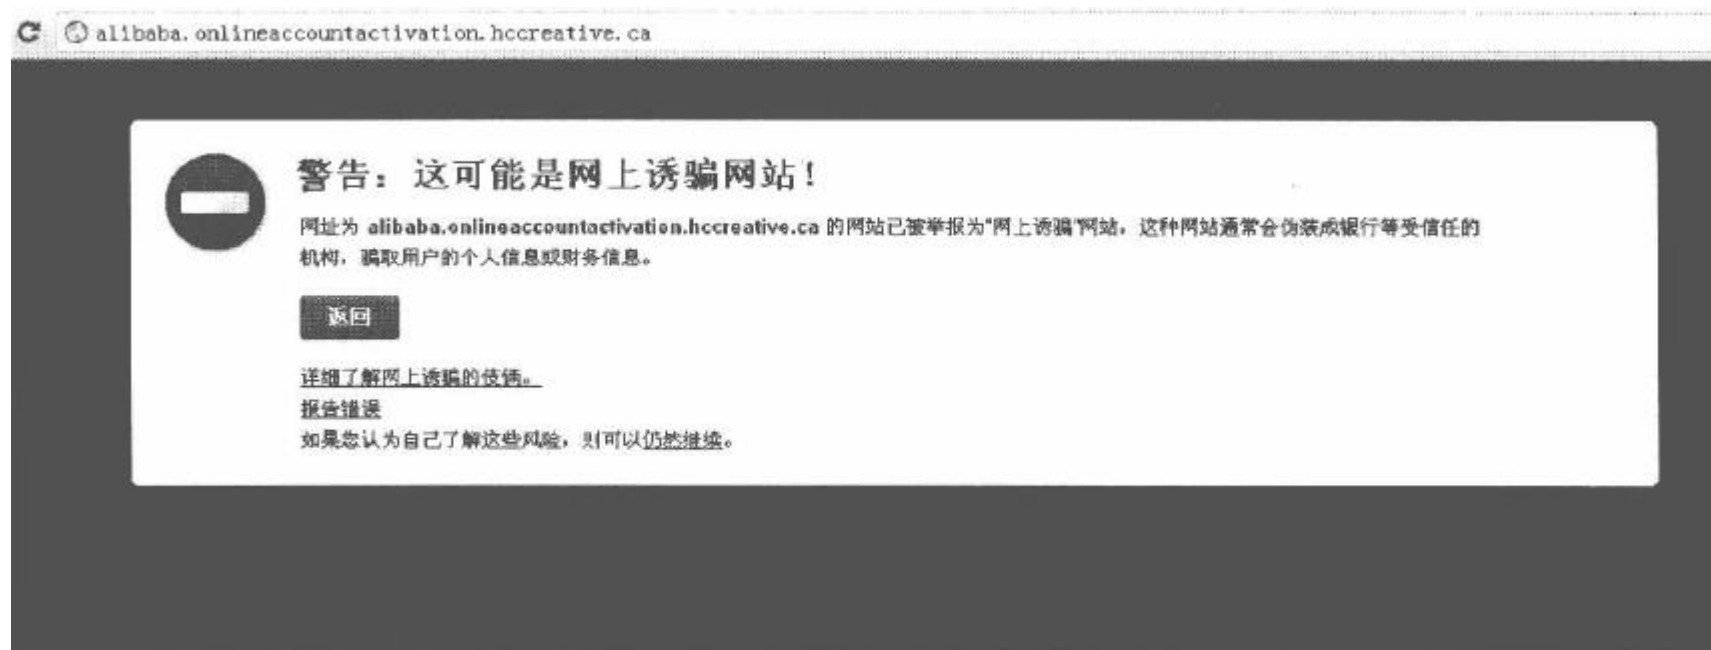 alibaba.onlineaccountactivation.hccreative.ca
警告：这可能是网上诱骗网站！
网址为 alibaba.onlineaccountactivation.hccreative.ca 的网站已被举报为“网上诱骗”网站，这种网站通常会伪装成银行等受信任的
机构，骗取用户的个人信息或财务信息。
返回
详细了解网上诱骗的伎俩。
报告错误
如果您认为自己了解这些风险，则可以仍然继续。